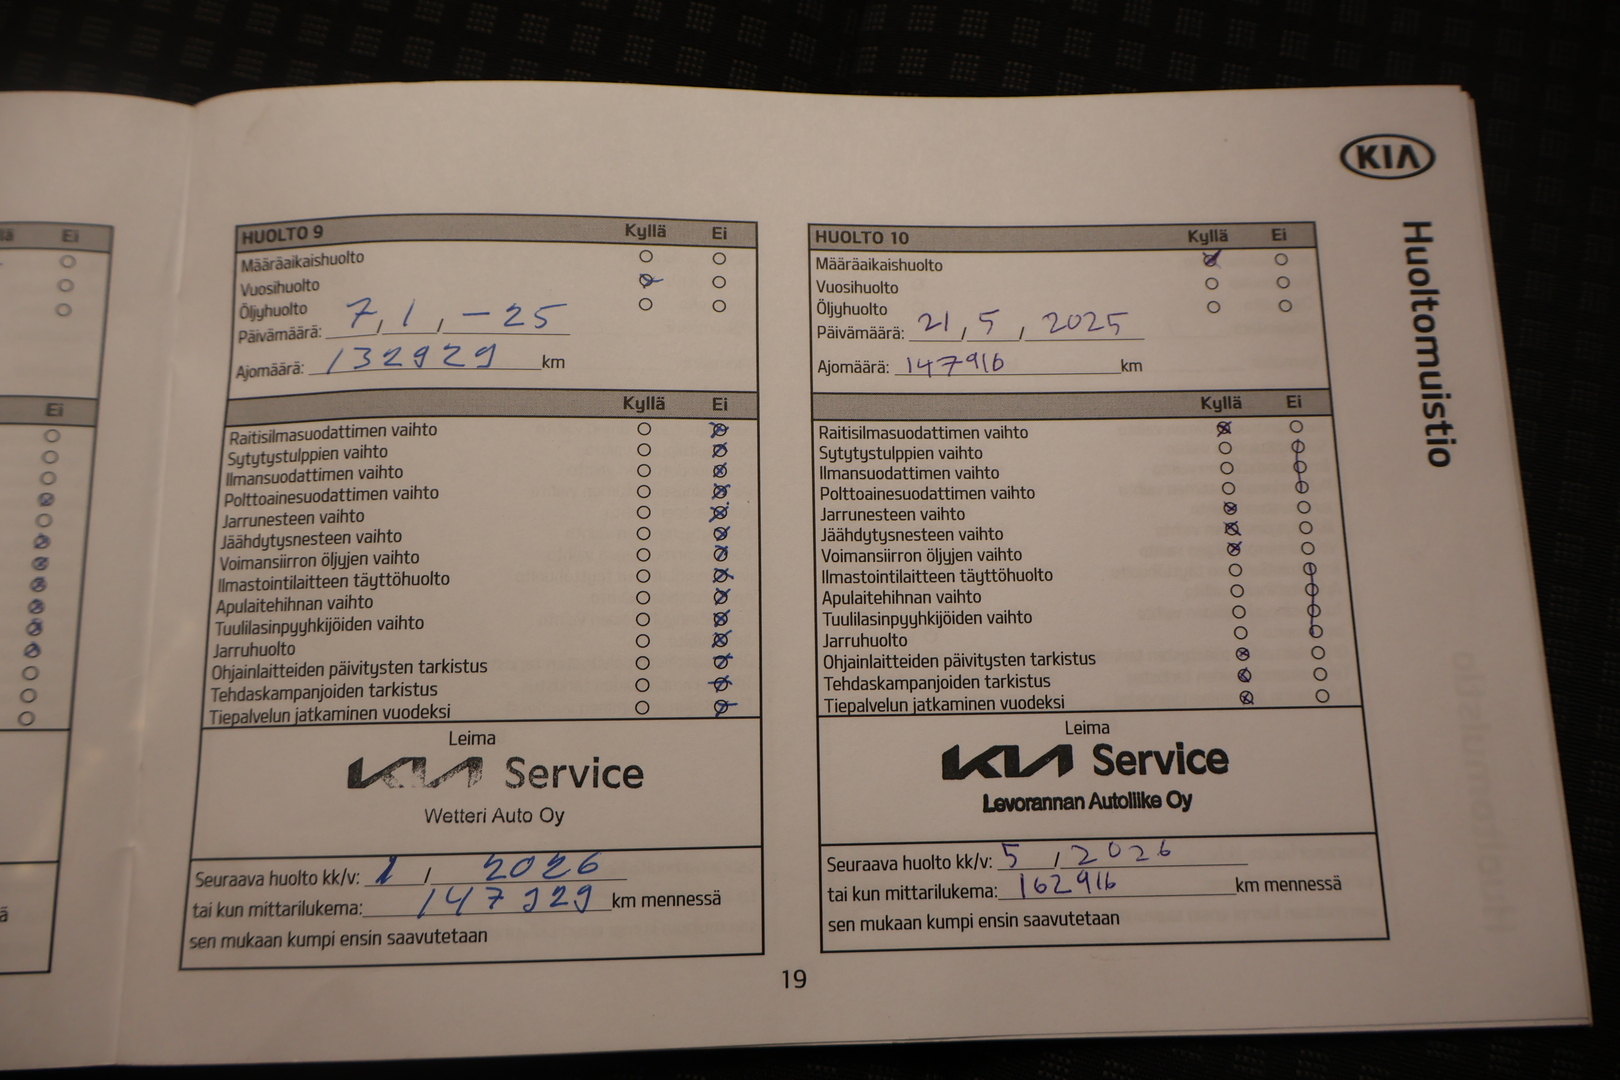 KIA
Huoltomuistio
llä Ei
Ei
HUOLTO 9 Kyllä Ei
Määräaikaishuolto
Vuosihuolto
Öljyhuolto
Päivämäärä: 7 / 1 / -25
Ajomäärä: 132929 km
Kyllä Ei
Raitisilmasuodattimen vaihto
Sytytystulppien vaihto
Ilmansuodattimen vaihto
Polttoainesuodattimen vaihto
Jarrunesteen vaihto
Jäähdytysnesteen vaihto
Voimansiirron öljyjen vaihto
Ilmastointilaitteen täyttöhuolto
Apulaitehihnan vaihto
Tuulilasinpyyhkijöiden vaihto
Jarruhuolto
Ohjainlaitteiden päivitysten tarkistus
Tehdaskampanjoiden tarkistus
Tiepalvelun jatkaminen vuodeksi
Leima
KIA Service
Wetteri Auto Oy
Seuraava huolto kk/v: 1 / 2026
tai kun mittarilukema: 147929 km mennessä
sen mukaan kumpi ensin saavutetaan
HUOLTO 10 Kyllä Ei
Määräaikaishuolto
Vuosihuolto
Öljyhuolto
Päivämäärä: 21 / 5 / 2025
Ajomäärä: 147916 km
Kyllä Ei
Raitisilmasuodattimen vaihto
Sytytystulppien vaihto
Ilmansuodattimen vaihto
Polttoainesuodattimen vaihto
Jarrunesteen vaihto
Jäähdytysnesteen vaihto
Voimansiirron öljyjen vaihto
Ilmastointilaitteen täyttöhuolto
Apulaitehihnan vaihto
Tuulilasinpyyhkijöiden vaihto
Jarruhuolto
Ohjainlaitteiden päivitysten tarkistus
Tehdaskampanjoiden tarkistus
Tiepalvelun jatkaminen vuodeksi
Leima
KIA Service
Levorannan Autoliike Oy
Seuraava huolto kk/v: 5 / 2026
tai kun mittarilukema: 162916 km mennessä
sen mukaan kumpi ensin saavutetaan
19